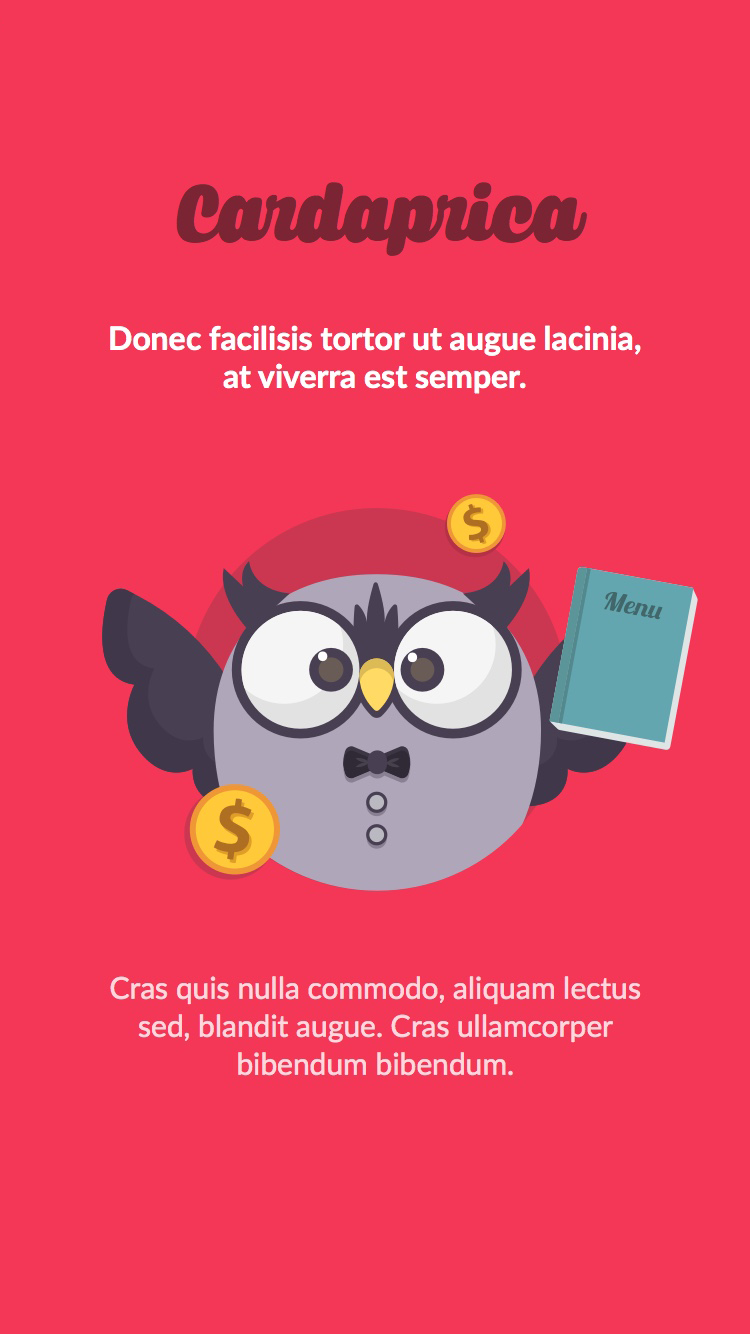 Cardaprica
Donec facilisis tortor ut augue lacinia,
at viverra est semper.
$
Menu
$
Cras quis nulla commodo, aliquam lectus
sed, blandit augue. Cras ullamcorper
bibendum bibendum.